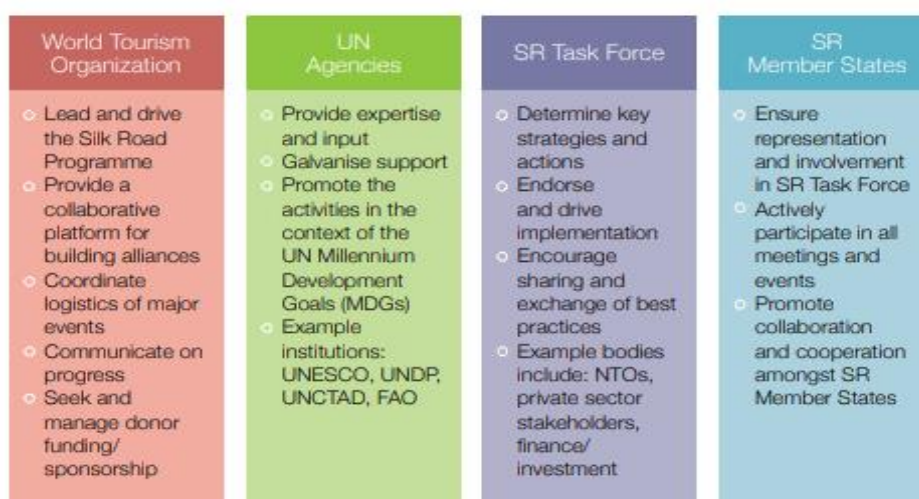 World Tourism
Organization
Lead and drive
the Silk Road
Programme
Provide a
collaborative
platform for
building alliances
Coordinate
logistics of major
events
Communicate on
progress
Seek and
manage donor
funding/
sponsorship
UN
Agencies
Provide expertise
and input
Galvanise support
Promote the
activities in the
context of the
UN Millennium
Development
Goals (MDGs)
Example
institutions:
UNESCO, UNDP,
UNCTAD, FAO
SR Task Force
Determine key
strategies and
actions
Endorse
and drive
implementation
Encourage
sharing and
exchange of best
practices
Example bodies
include: NTOs,
private sector
stakeholders,
finance/
investment
SR
Member States
Ensure
representation
and involvement
in SR Task Force
Actively
participate in all
meetings and
events
Promote
collaboration
and cooperation
amongst SR
Member States